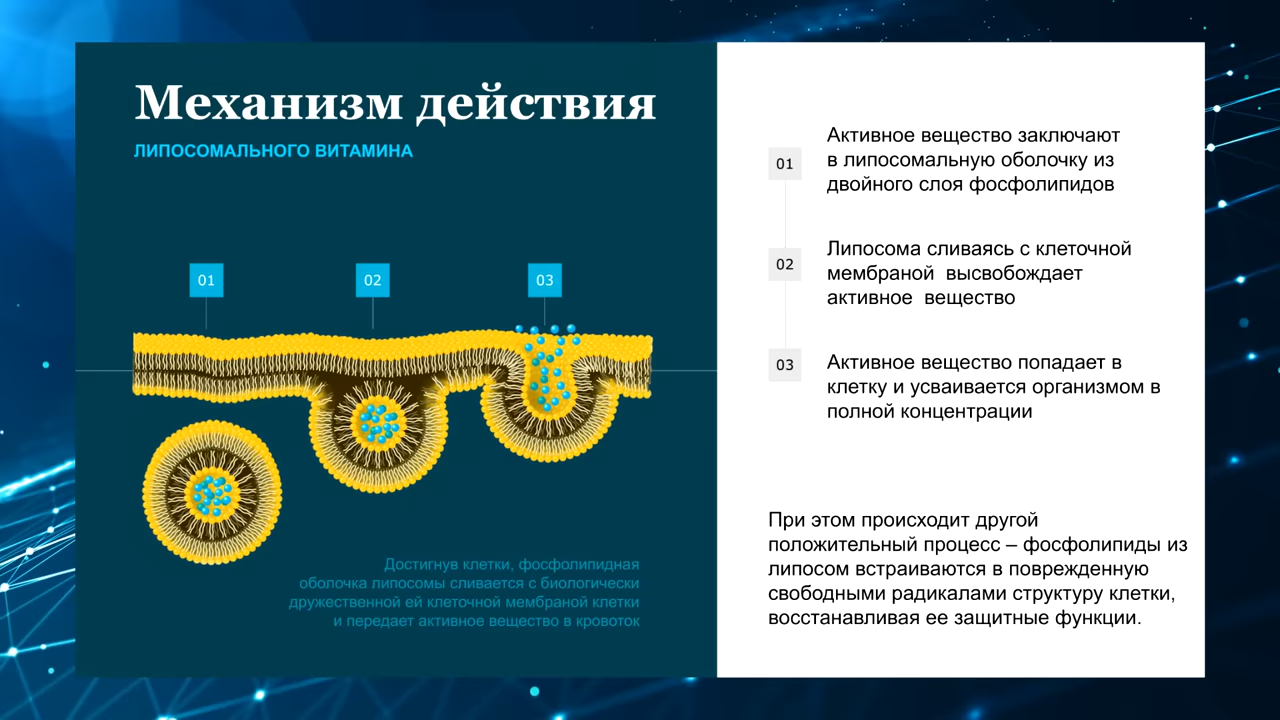 Механизм действия
ЛИПОСОМАЛЬНОГО ВИТАМИНА
01
02
03
Достигнув клетки, фосфолипидная
оболочка липосомы сливается с биологически
дружественной ей клеточной мембраной клетки
и передает активное вещество в кровоток
01
Активное вещество заключают
в липосомальную оболочку из
двойного слоя фосфолипидов
02
Липосома сливаясь с клеточной
мембраной  высвобождает
активное  вещество
03
Активное вещество попадает в
клетку и усваивается организмом в
полной концентрации
При этом происходит другой
положительный процесс – фосфолипиды из
липосом встраиваются в поврежденную
свободными радикалами структуру клетки,
восстанавливая ее защитные функции.